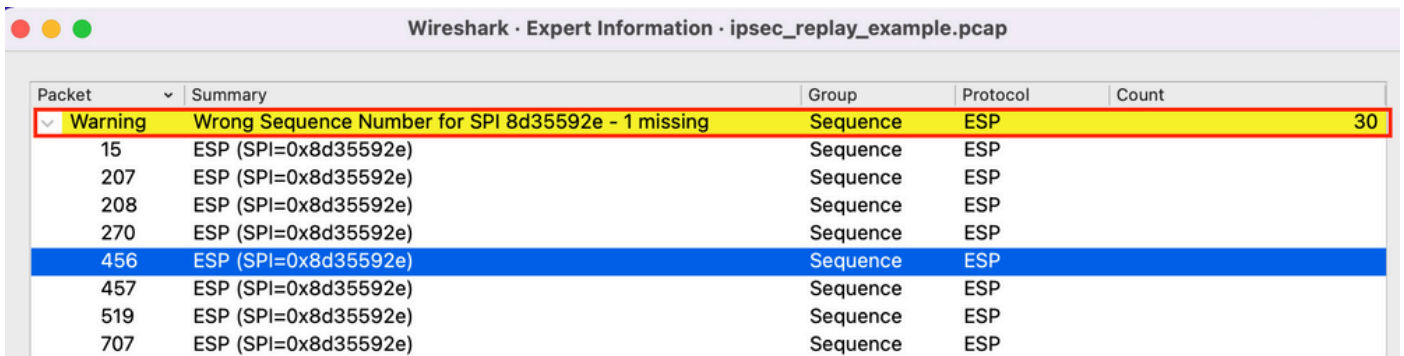 Wireshark · Expert Information · ipsec_replay_example.pcap
Packet Summary Group Protocol Count
Warning Wrong Sequence Number for SPI 8d35592e - 1 missing Sequence ESP 30
15 ESP (SPI=0x8d35592e) Sequence ESP
207 ESP (SPI=0x8d35592e) Sequence ESP
208 ESP (SPI=0x8d35592e) Sequence ESP
270 ESP (SPI=0x8d35592e) Sequence ESP
456 ESP (SPI=0x8d35592e) Sequence ESP
457 ESP (SPI=0x8d35592e) Sequence ESP
519 ESP (SPI=0x8d35592e) Sequence ESP
707 ESP (SPI=0x8d35592e) Sequence ESP